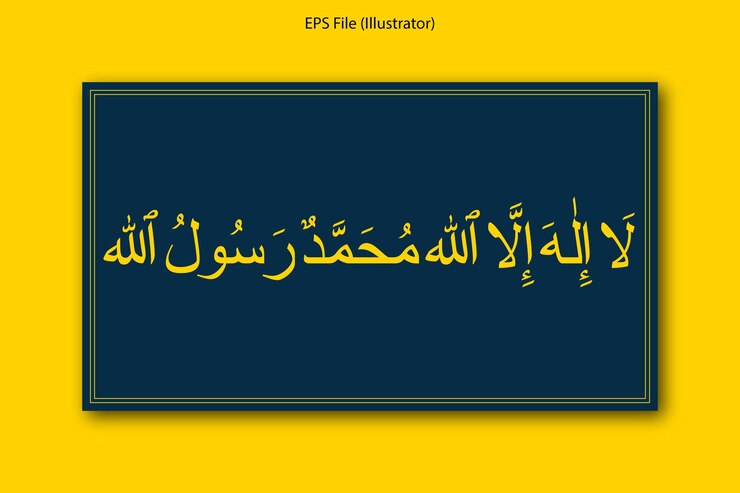 EPS File (Illustrator)
لَا إِلٰهَ إِلَّا ٱللّٰه مُحَمَّدٌ رَسُولُ ٱللّٰه